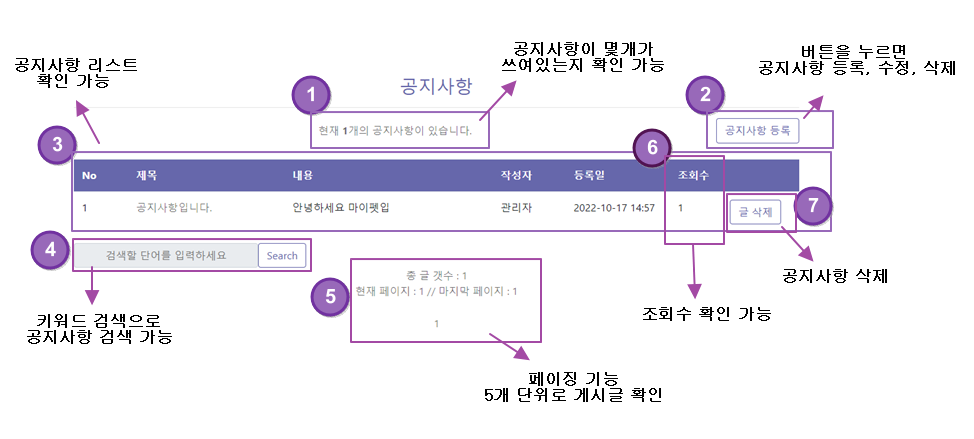 공지사항 리스트
확인 가능
공지사항이 몇개가
쓰여있는지 확인 가능
버튼을 누르면
공지사항 등록, 수정, 삭제
공지사항
1
현재 1개의 공지사항이 있습니다.
2
공지사항 등록
3
6
No 제목 내용 작성자 등록일 조회수
1 공지사항입니다. 안녕하세요 마이펫입 관리자 2022-10-17 14:57 1 글 삭제
7
4
검색할 단어를 입력하세요 Search
5
총 글 갯수 : 1
현재 페이지 : 1 // 마지막 페이지 : 1
1
공지사항 삭제
조회수 확인 가능
키워드 검색으로
공지사항 검색 가능
페이징 기능
5개 단위로 게시글 확인